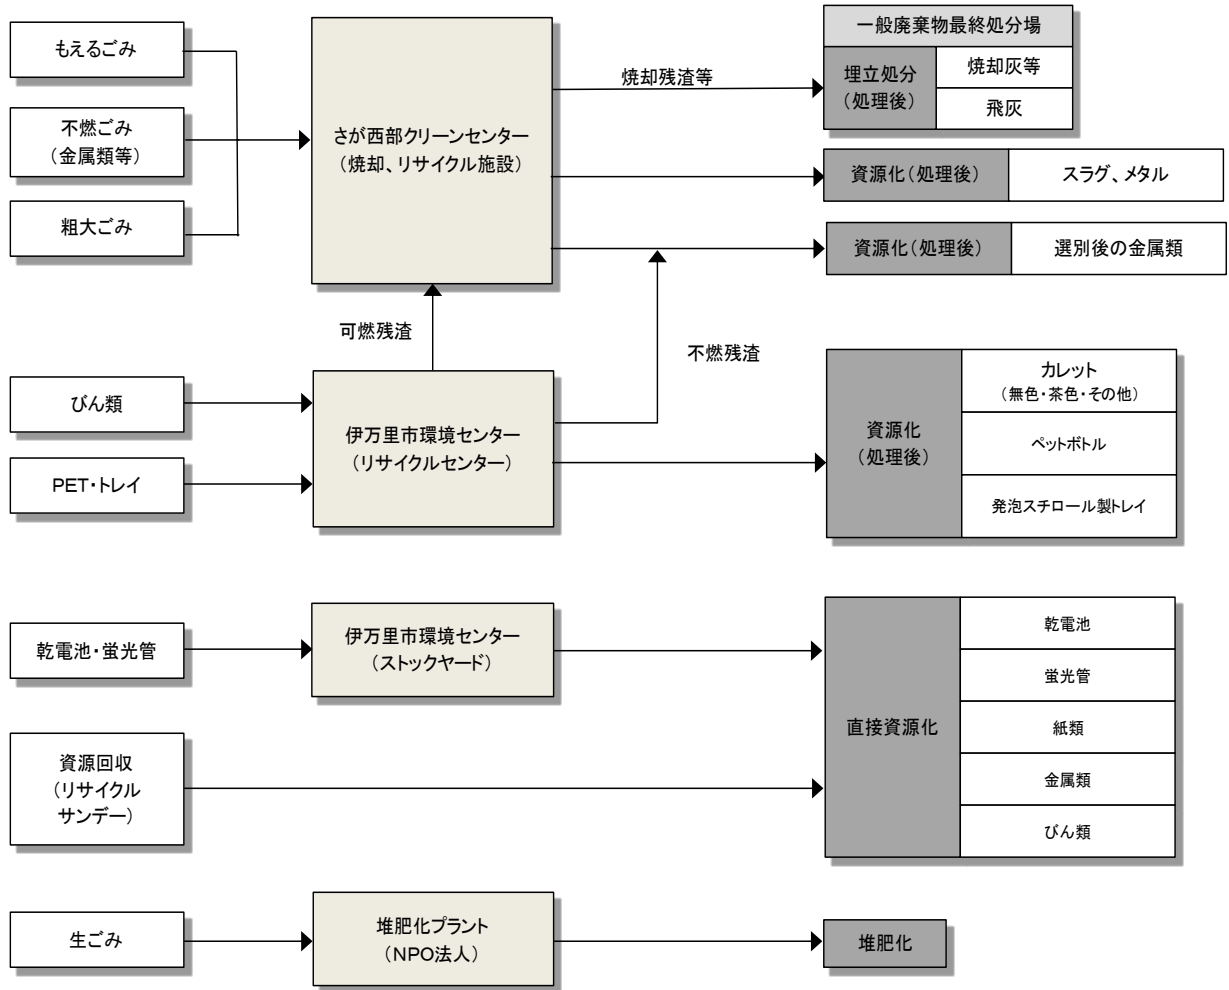 もえるごみ
不燃ごみ
（金属類等）
粗大ごみ
さが西部クリーンセンター
（焼却、リサイクル施設）
焼却残渣等
一般廃棄物最終処分場
埋立処分
（処理後）
焼却灰等
飛灰
資源化（処理後）
スラグ、メタル
資源化（処理後）
選別後の金属類
可燃残渣
不燃残渣
びん類
PET・トレイ
伊万里市環境センター
（リサイクルセンター）
資源化
（処理後）
カレット
（無色・茶色・その他）
ペットボトル
発泡スチロール製トレイ
乾電池・蛍光管
伊万里市環境センター
（ストックヤード）
資源回収
（リサイクル
サンデー）
直接資源化
乾電池
蛍光管
紙類
金属類
びん類
生ごみ
堆肥化プラント
（NPO法人）
堆肥化